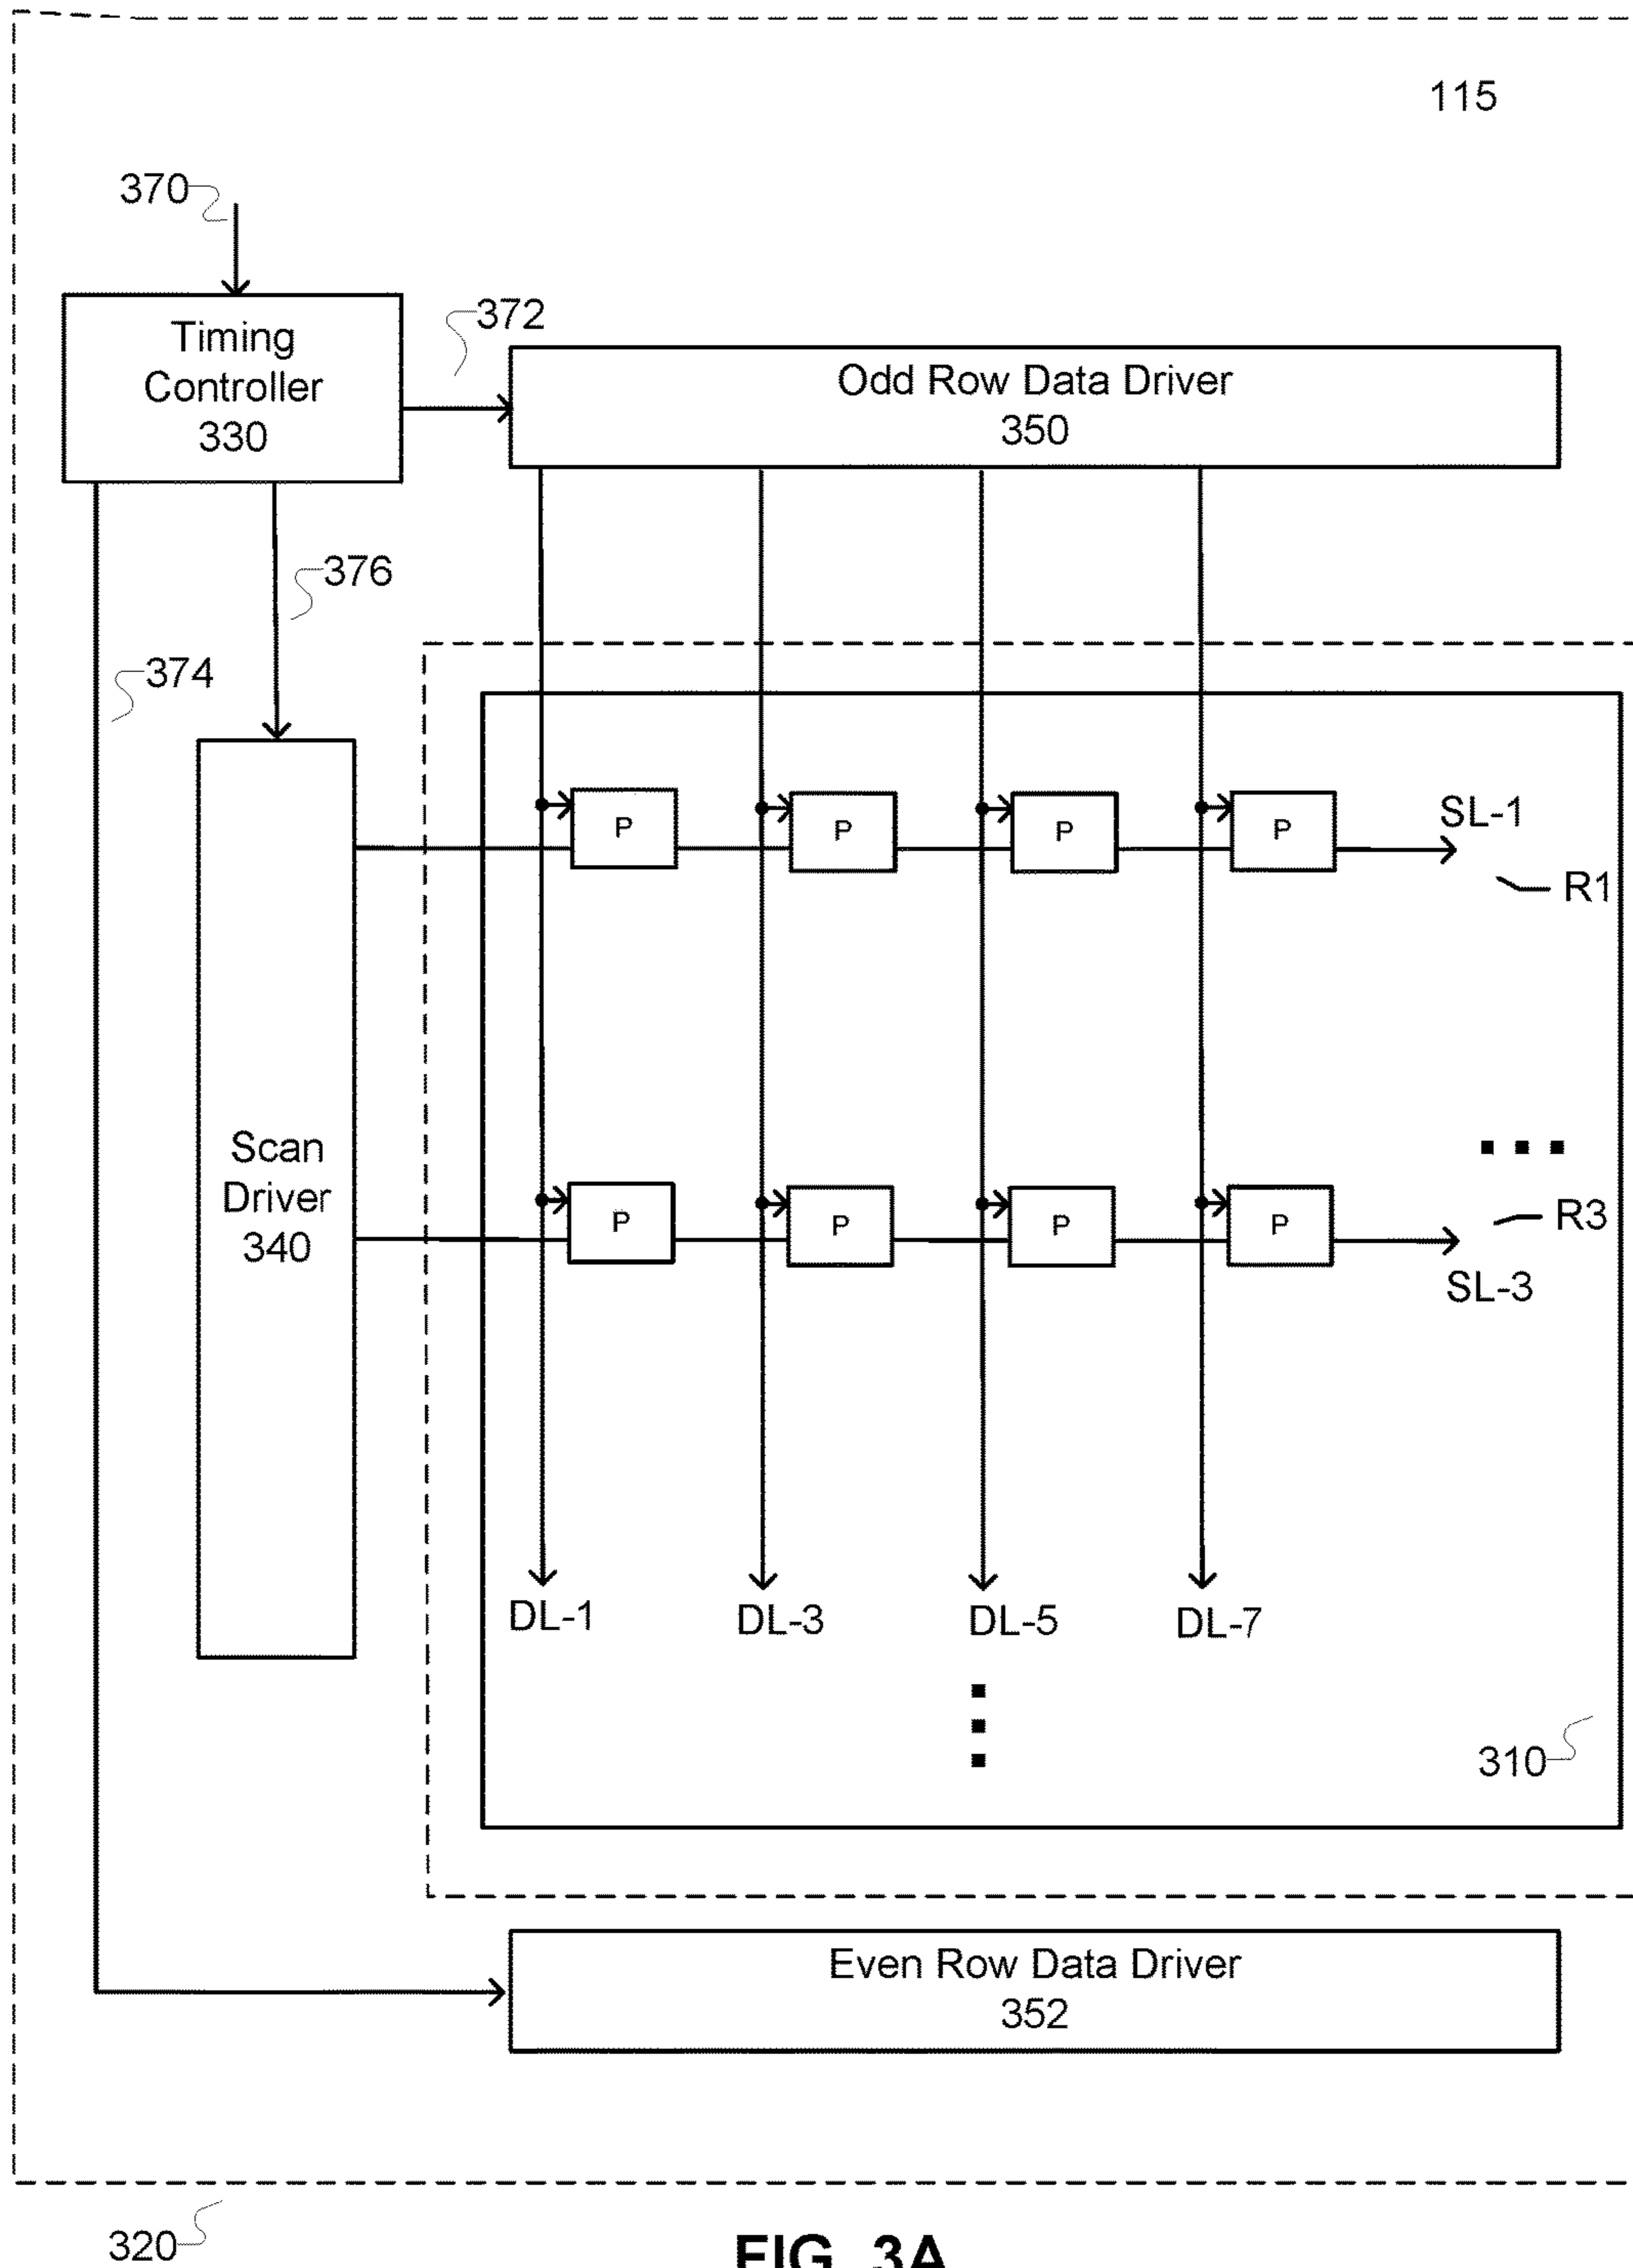 115
370
Timing
Controller
330
372
Odd Row Data Driver
350
376
374
Scan
Driver
340
P P P P
SL-1
R1
P P P P
R3
SL-3
DL-1 DL-3 DL-5 DL-7
310
Even Row Data Driver
352
320
FIG. 3A